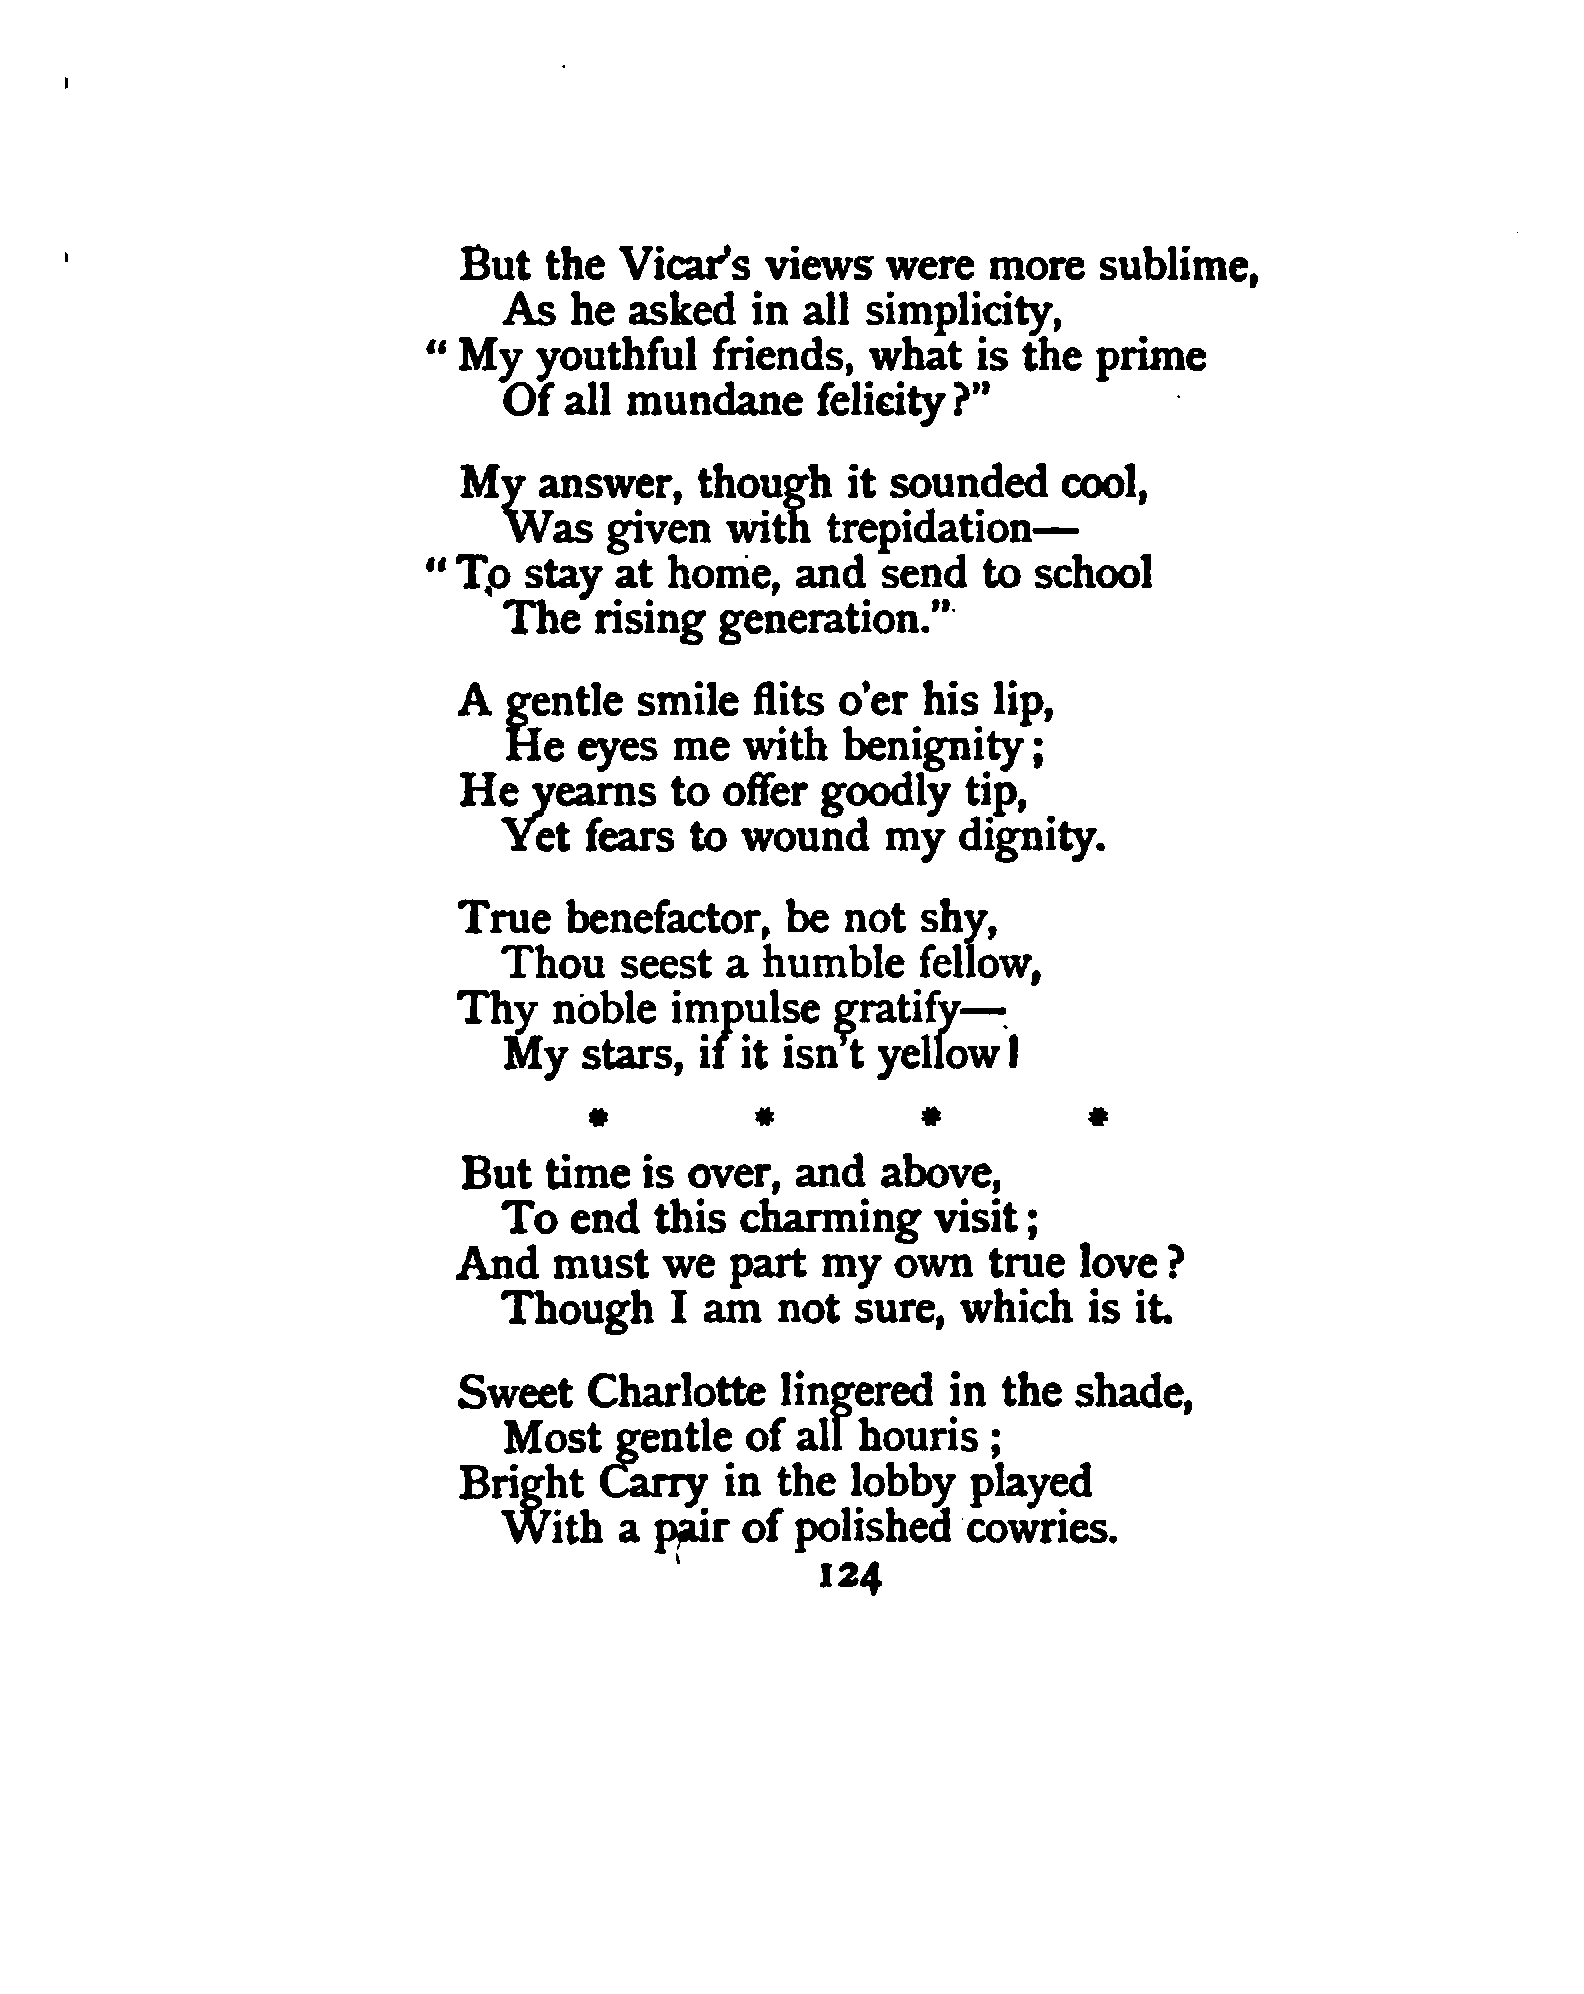 But the Vicar's views were more sublime,
As he asked in all simplicity,
“ My youthful friends, what is the prime
Of all mundane felicity ?”
My answer, though it sounded cool,
Was given with trepidation—
“ To stay at home, and send to school
The rising generation.”
A gentle smile flits o'er his lip,
He eyes me with benignity ;
He yearns to offer goodly tip,
Yet fears to wound my dignity.
True benefactor, be not shy,
Thou seest a humble fellow,
Thy noble impulse gratify—
My stars, if it isn't yellow !
* * * *
But time is over, and above,
To end this charming visit ;
And must we part my own true love ?
Though I am not sure, which is it.
Sweet Charlotte lingered in the shade,
Most gentle of all houris ;
Bright Carry in the lobby played
With a pair of polished cowries.
124